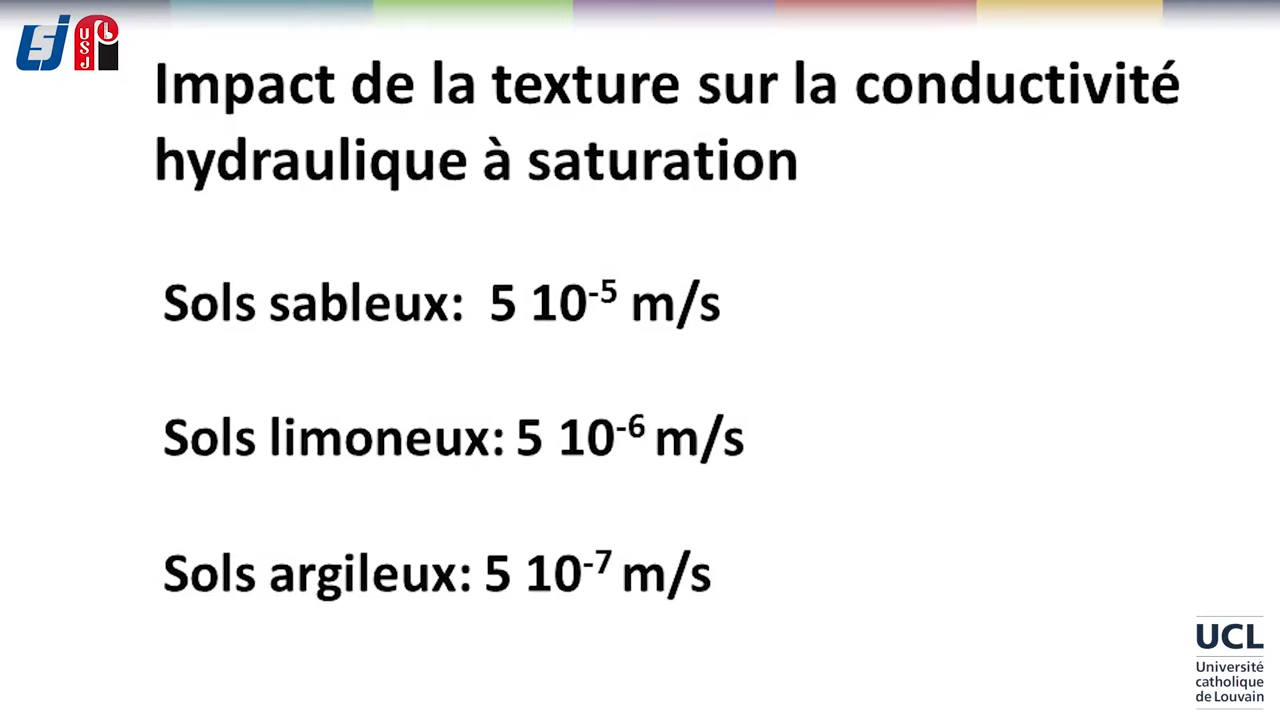 USJ
Impact de la texture sur la conductivité
hydraulique à saturation
Sols sableux: 5 10⁻⁵ m/s
Sols limoneux: 5 10⁻⁶ m/s
Sols argileux: 5 10⁻⁷ m/s
UCL
Université
catholique
de Louvain